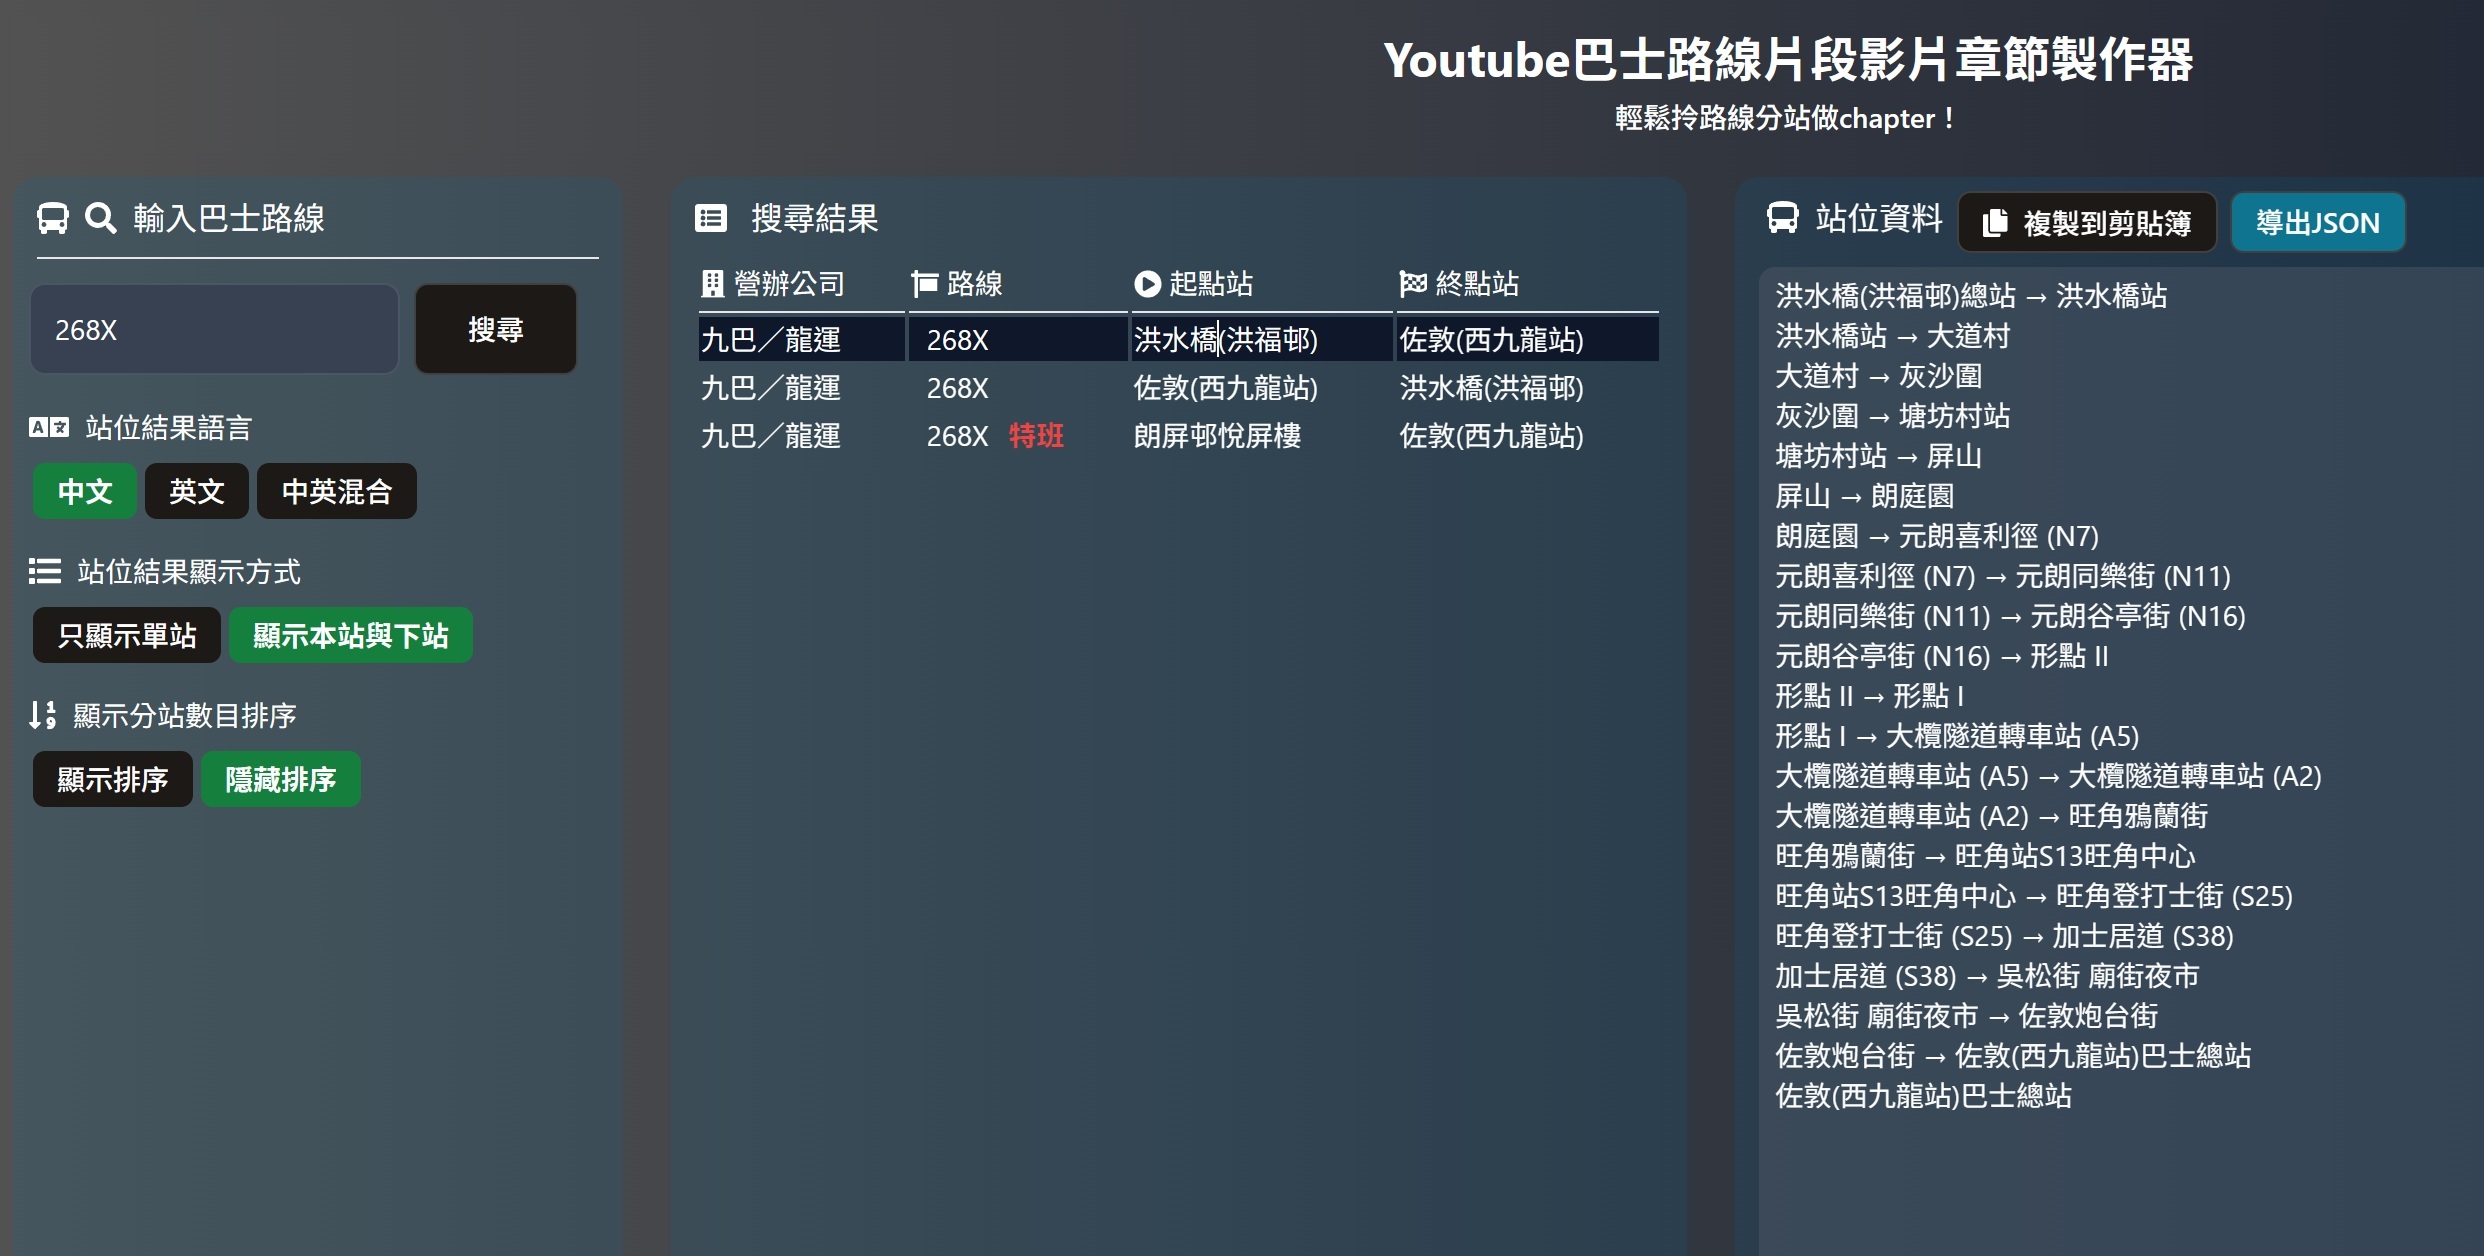 Youtube巴士路線片段影片章節製作器
輕鬆拎路線分站做chapter！
輸入巴士路線
268X
搜尋
站位結果語言
中文 英文 中英混合
站位結果顯示方式
只顯示單站 顯示本站與下站
顯示分站數目排序
顯示排序 隱藏排序
搜尋結果
營辦公司 路線 起點站 終點站
九巴／龍運 268X 洪水橋(洪福邨) 佐敦(西九龍站)
九巴／龍運 268X 佐敦(西九龍站) 洪水橋(洪福邨)
九巴／龍運 268X 特班 朗屏邨悅屏樓 佐敦(西九龍站)
站位資料 複製到剪貼簿 導出JSON
洪水橋(洪福邨)總站 → 洪水橋站
洪水橋站 → 大道村
大道村 → 灰沙圍
灰沙圍 → 塘坊村站
塘坊村站 → 屏山
屏山 → 朗庭園
朗庭園 → 元朗喜利徑 (N7)
元朗喜利徑 (N7) → 元朗同樂街 (N11)
元朗同樂街 (N11) → 元朗谷亭街 (N16)
元朗谷亭街 (N16) → 形點 II
形點 II → 形點 I
形點 I → 大欖隧道轉車站 (A5)
大欖隧道轉車站 (A5) → 大欖隧道轉車站 (A2)
大欖隧道轉車站 (A2) → 旺角鴉蘭街
旺角鴉蘭街 → 旺角站S13旺角中心
旺角站S13旺角中心 → 旺角登打士街 (S25)
旺角登打士街 (S25) → 加士居道 (S38)
加士居道 (S38) → 吳松街 廟街夜市
吳松街 廟街夜市 → 佐敦炮台街
佐敦炮台街 → 佐敦(西九龍站)巴士總站
佐敦(西九龍站)巴士總站